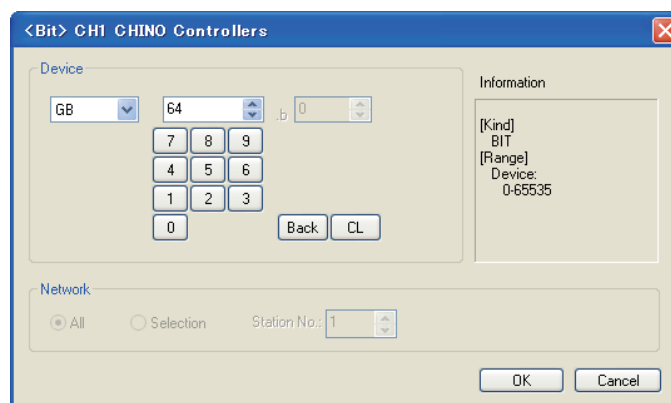 <Bit> CH1 CHINO Controllers
Device
GB 64 .b 0
7 8 9
4 5 6
1 2 3
0 Back CL
Information
[Kind]
BIT
[Range]
Device:
0-65535
Network
All Selection Station No.: 1
OK Cancel